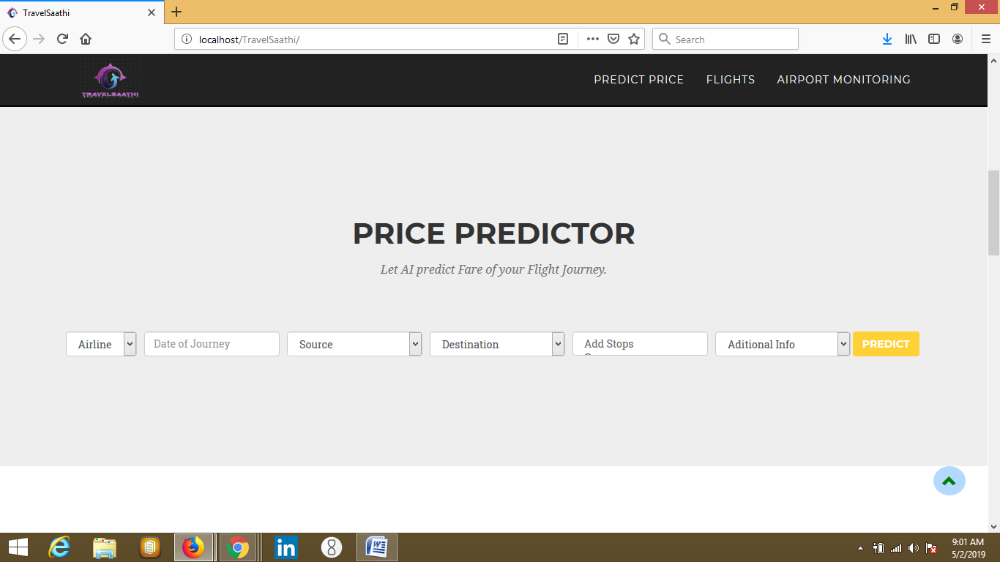 TravelSaathi
localhost/TravelSaathi/
Search
TRAVELSAATHI
PREDICT PRICE FLIGHTS AIRPORT MONITORING
PRICE PREDICTOR
Let AI predict Fare of your Flight Journey.
Airline Date of Journey Source Destination Add Stops Aditional Info PREDICT
9:01 AM
5/2/2019